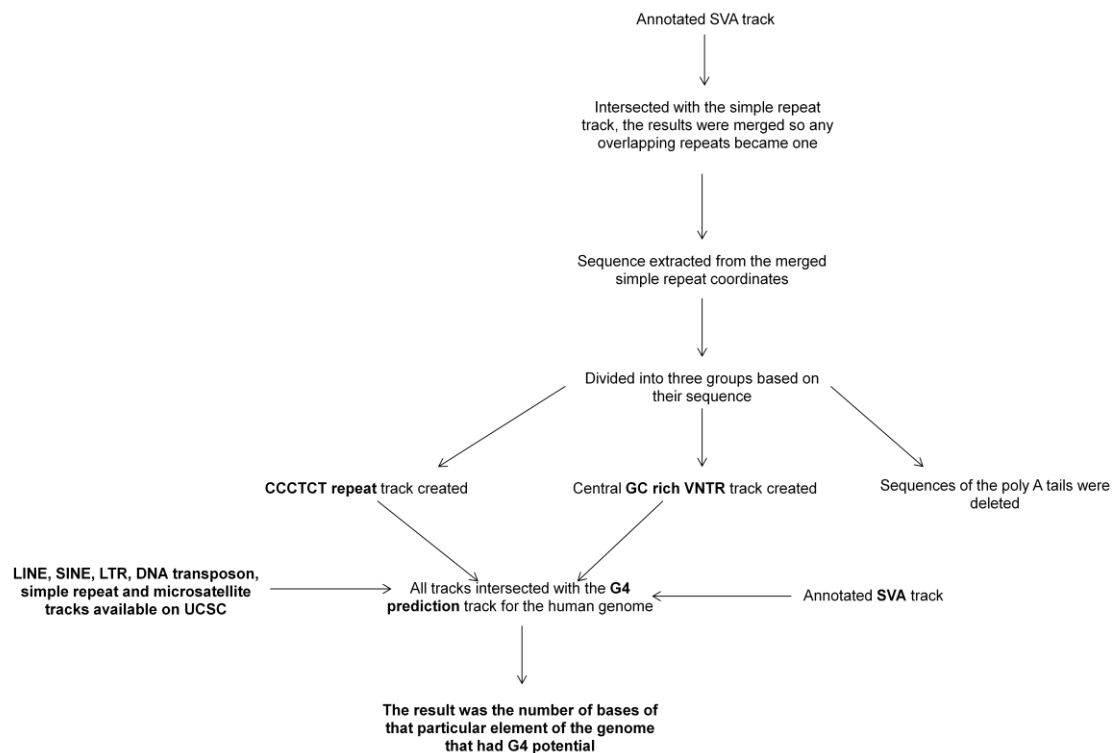 Annotated SVA track
Intersected with the simple repeat
track, the results were merged so any
overlapping repeats became one
Sequence extracted from the merged
simple repeat coordinates
Divided into three groups based on
their sequence
CCCTCT repeat track created
Central GC rich VNTR track created
Sequences of the poly A tails were
deleted
LINE, SINE, LTR, DNA transposon,
simple repeat and microsatellite
tracks available on UCSC
All tracks intersected with the G4
prediction track for the human genome
Annotated SVA track
The result was the number of bases of
that particular element of the genome
that had G4 potential